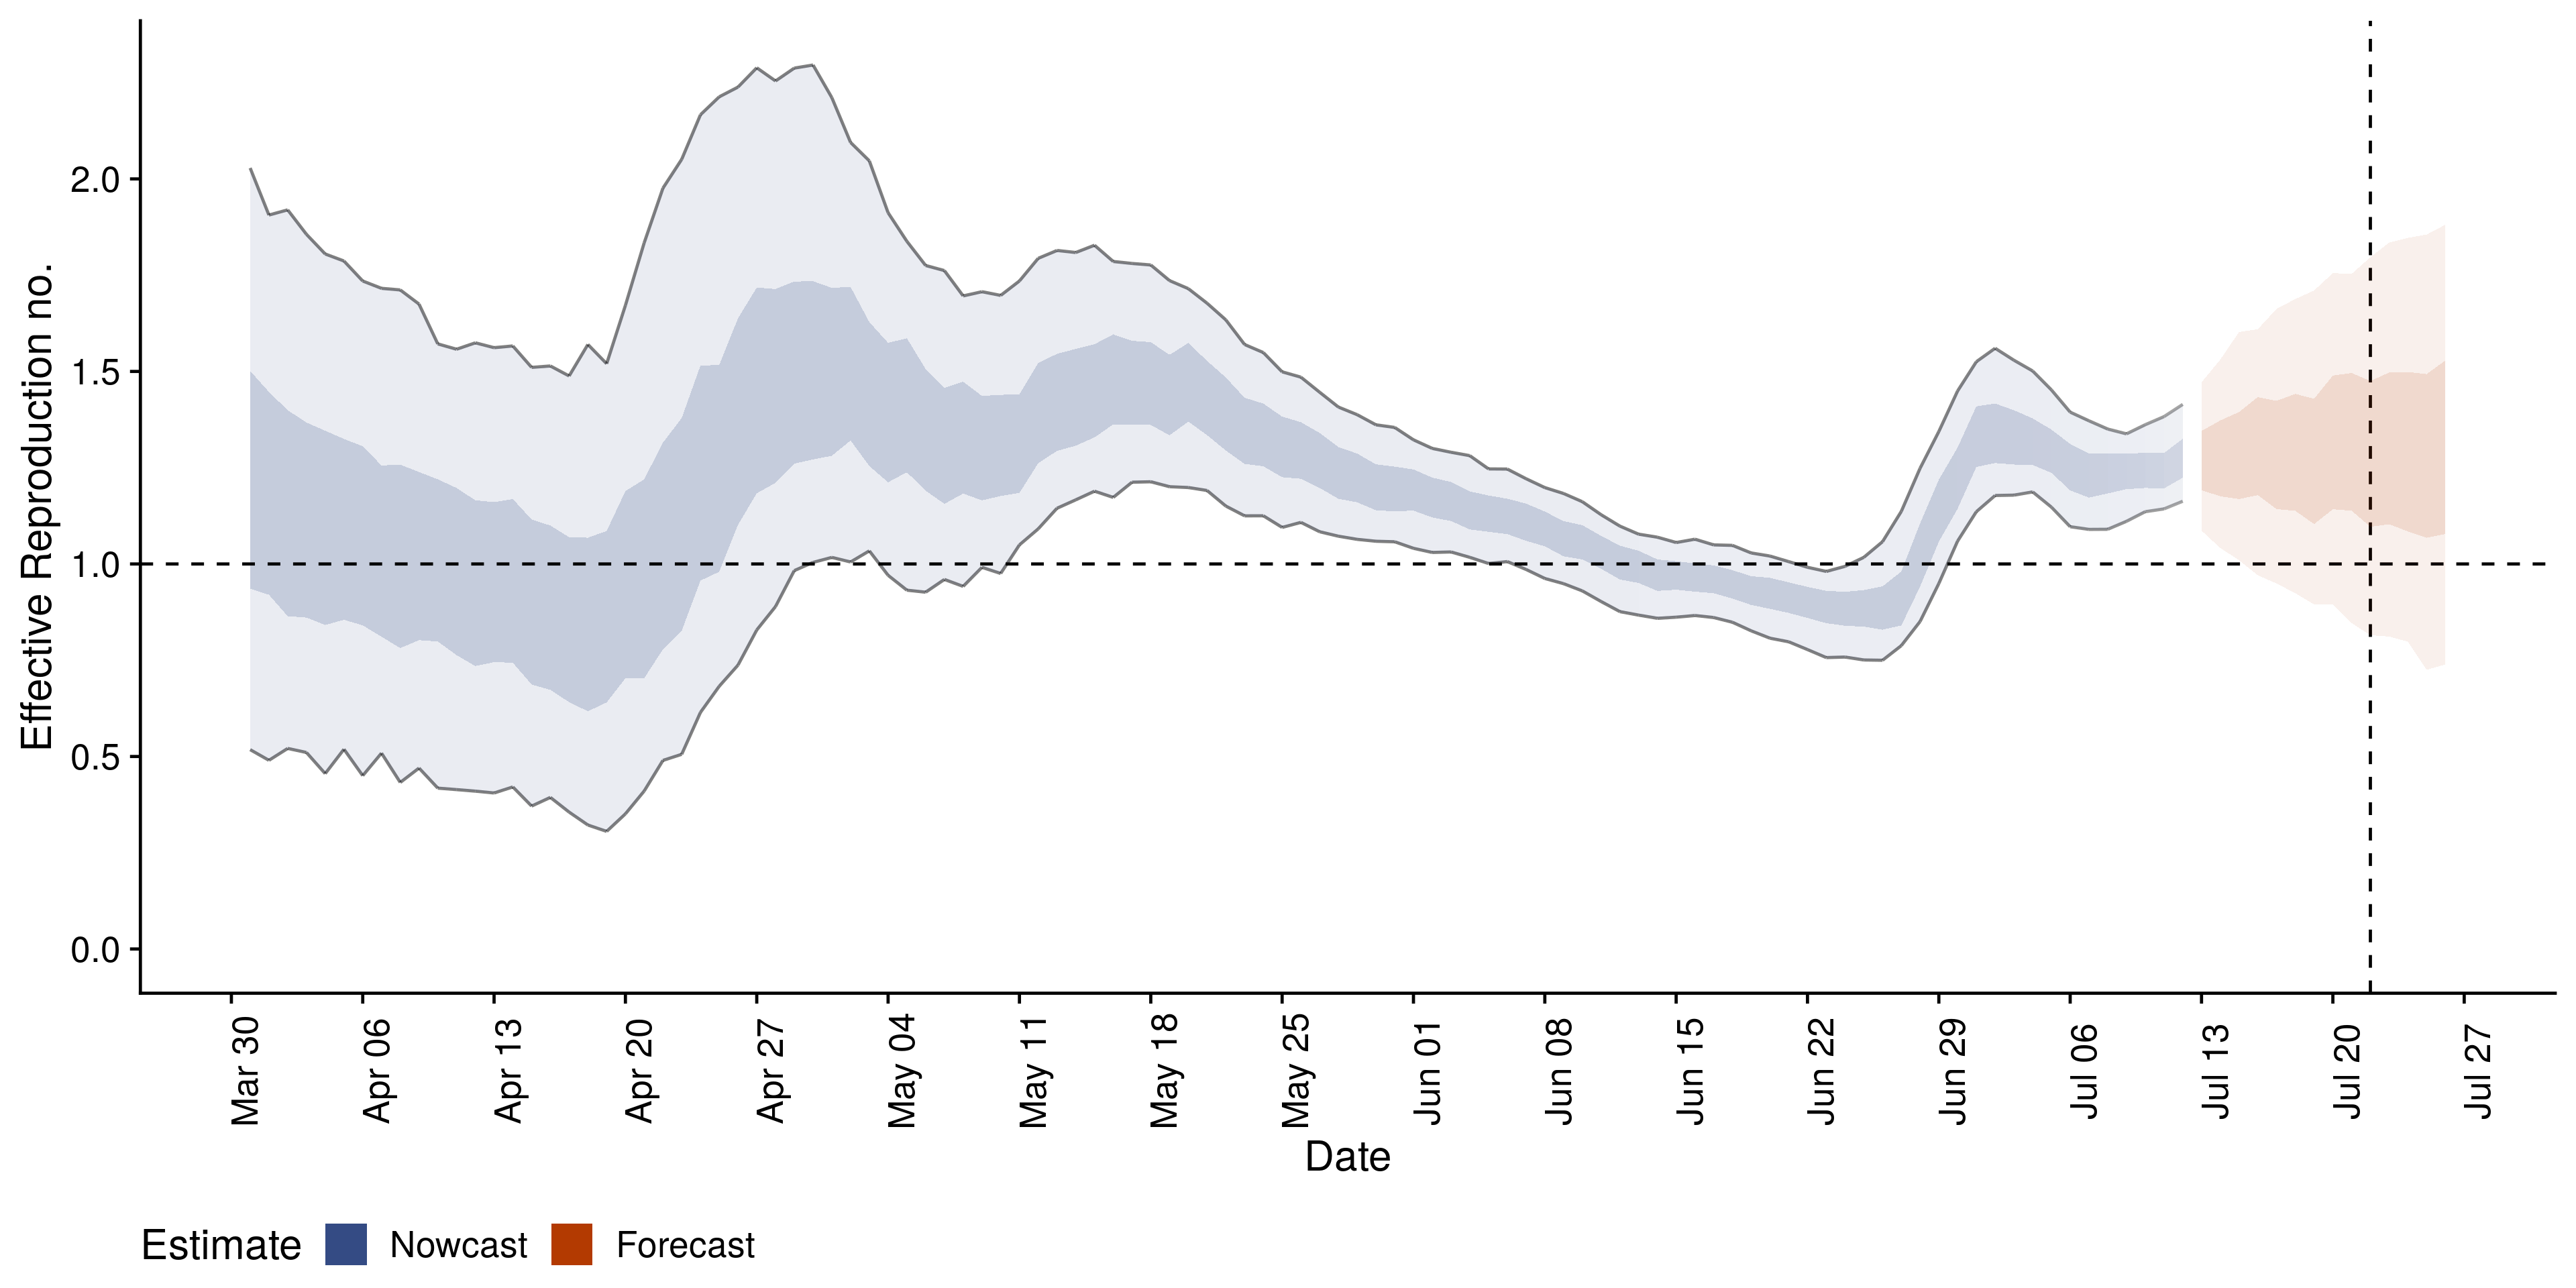 Effective Reproduction no.
2.0
1.5
1.0
0.5
0.0
Mar 30
Apr 06
Apr 13
Apr 20
Apr 27
May 04
May 11
May 18
May 25
Jun 01
Jun 08
Jun 15
Jun 22
Jun 29
Jul 06
Jul 13
Jul 20
Jul 27
Date
Estimate Nowcast Forecast